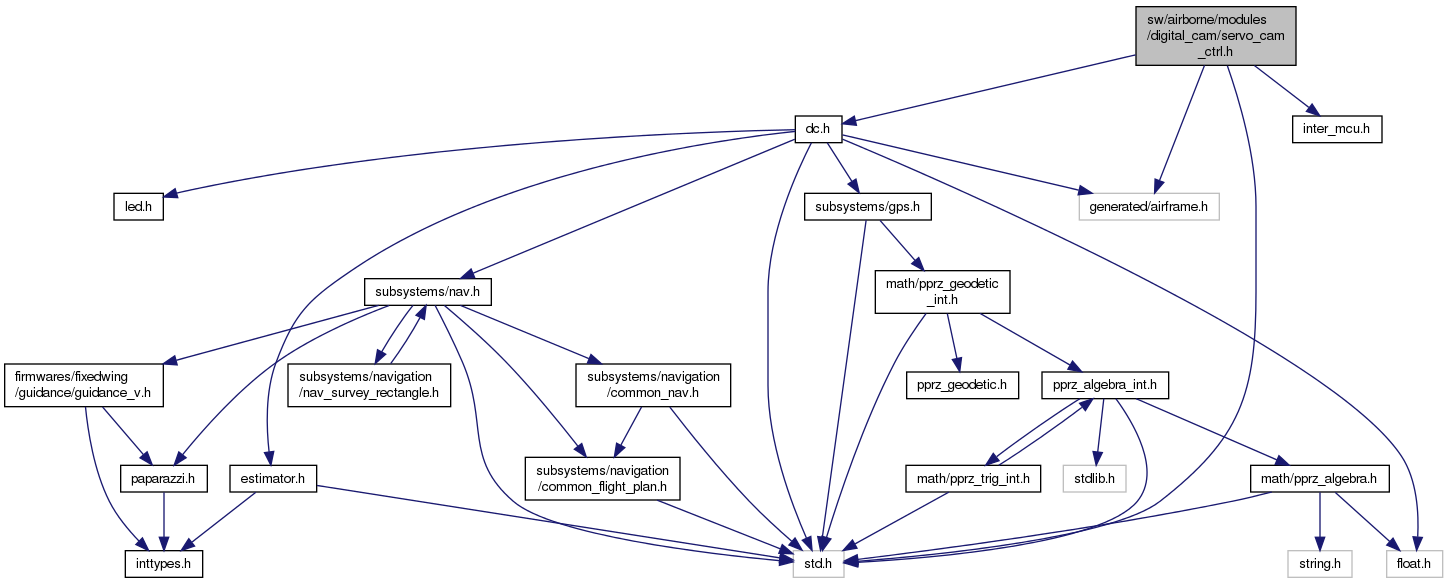 sw/airborne/modules
/digital_cam/servo_cam
_ctrl.h
dc.h
inter_mcu.h
led.h
subsystems/gps.h
generated/airframe.h
subsystems/nav.h
math/pprz_geodetic
_int.h
firmwares/fixedwing
/guidance/guidance_v.h
subsystems/navigation
/nav_survey_rectangle.h
subsystems/navigation
/common_nav.h
pprz_geodetic.h
pprz_algebra_int.h
paparazzi.h
estimator.h
subsystems/navigation
/common_flight_plan.h
math/pprz_trig_int.h
stdlib.h
math/pprz_algebra.h
inttypes.h
std.h
string.h
float.h